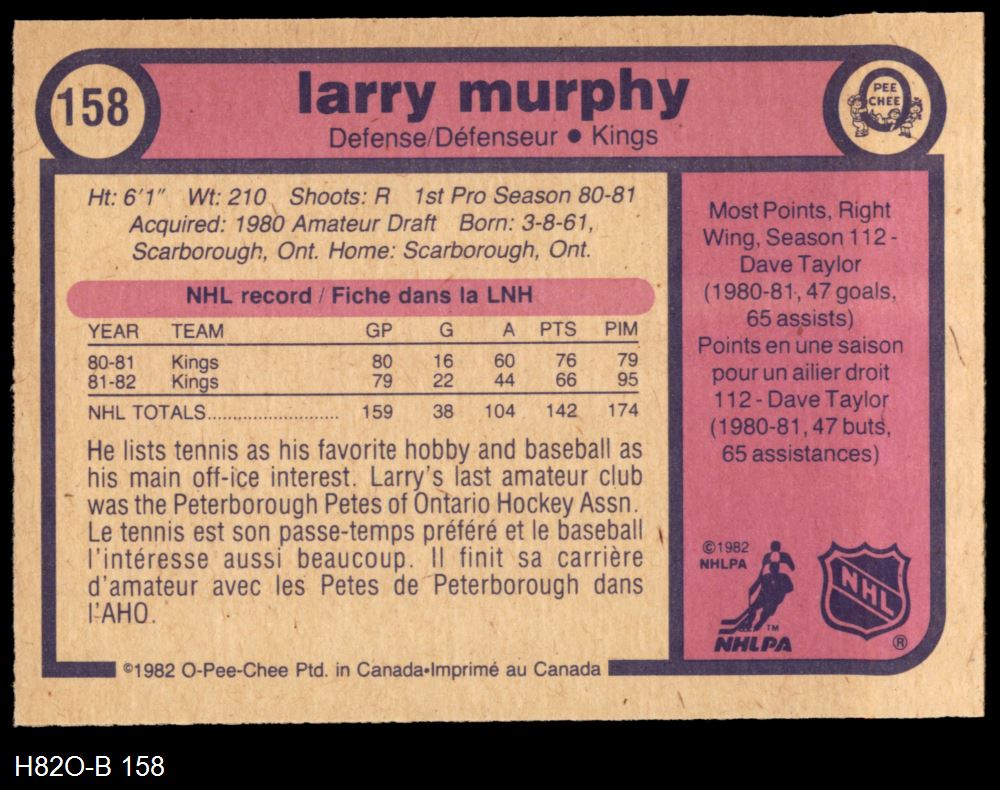 158
larry murphy
Defense/Défenseur ● Kings
O
PEE
CHEE
Ht: 6'1" Wt: 210 Shoots: R 1st Pro Season 80-81
Acquired: 1980 Amateur Draft Born: 3-8-61,
Scarborough, Ont. Home: Scarborough, Ont.
NHL record / Fiche dans la LNH
YEAR TEAM GP G A PTS PIM
80-81 Kings 80 16 60 76 79
81-82 Kings 79 22 44 66 95
NHL TOTALS........................ 159 38 104 142 174
He lists tennis as his favorite hobby and baseball as
his main off-ice interest. Larry's last amateur club
was the Peterborough Petes of Ontario Hockey Assn.
Le tennis est son passe-temps préféré et le baseball
l'intéresse aussi beaucoup. Il finit sa carrière
d'amateur avec les Petes de Peterborough dans
l'AHO.
Most Points, Right
Wing, Season 112 -
Dave Taylor
(1980-81, 47 goals,
65 assists)
Points en une saison
pour un ailier droit
112 - Dave Taylor
(1980-81, 47 buts,
65 assistances)
©1982
NHLPA
TM
NHLPA
NHL
®
©1982 O-Pee-Chee Ptd. in Canada•Imprimé au Canada
H82O-B 158